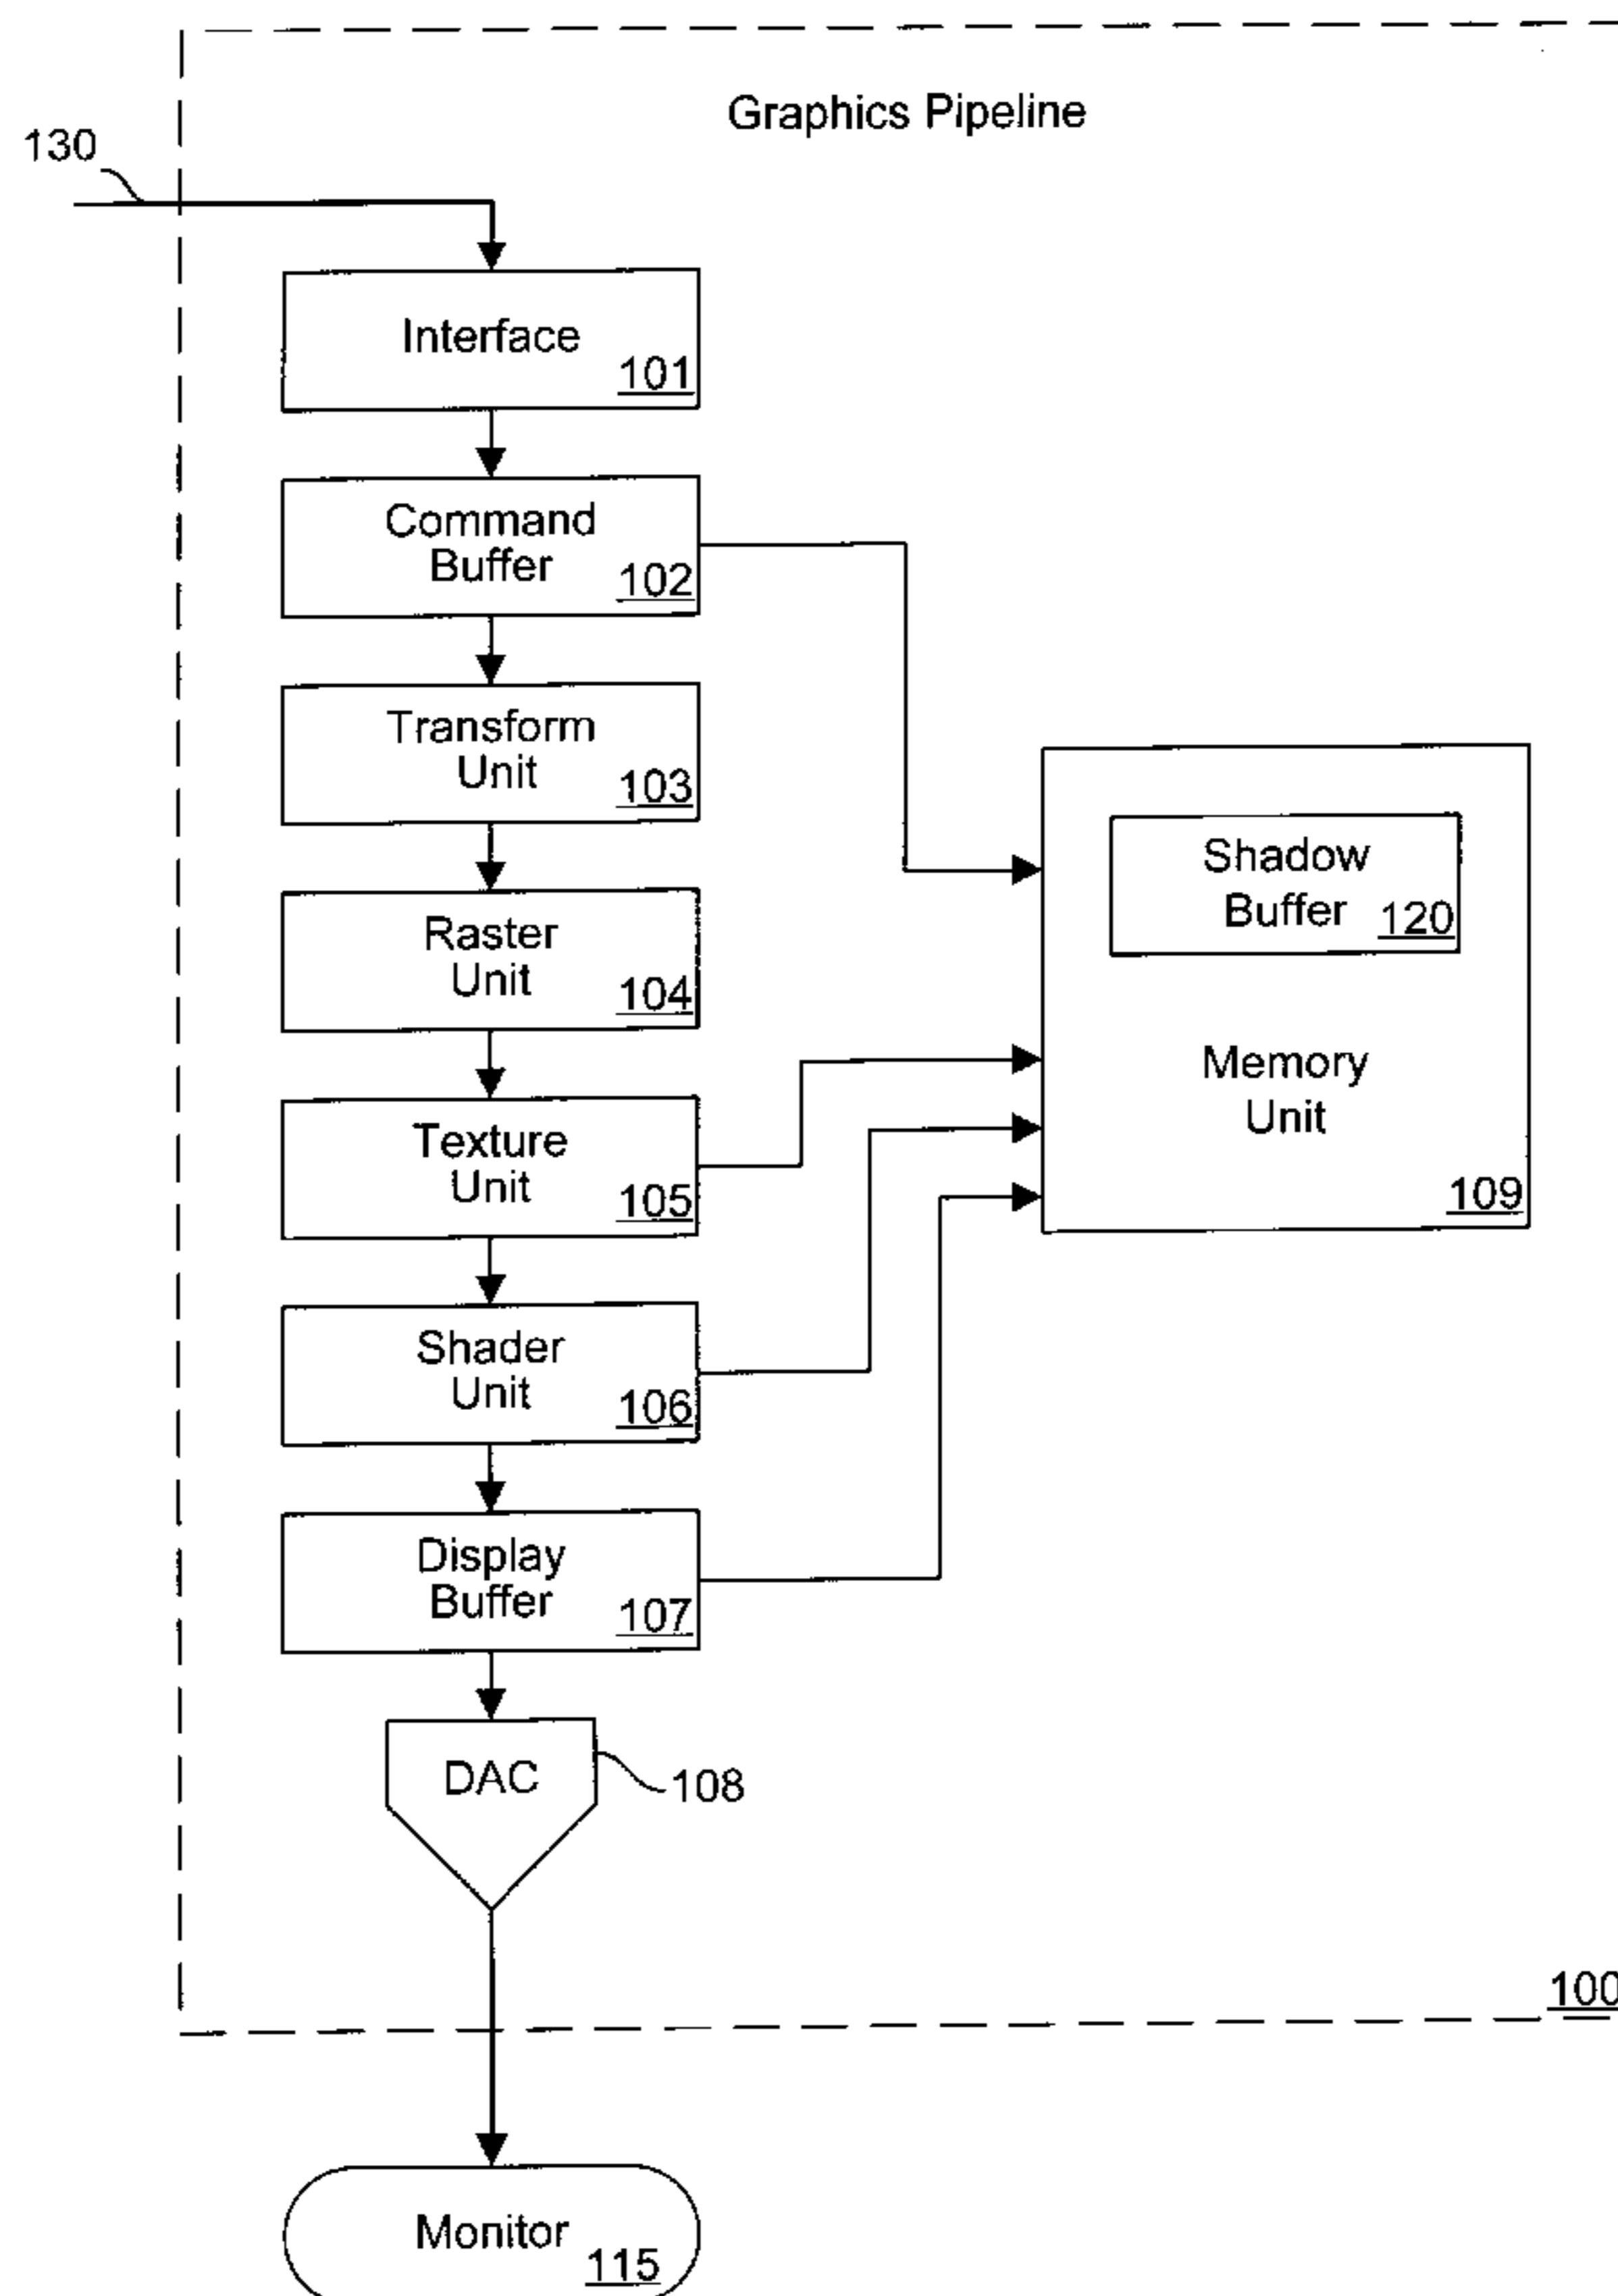 Graphics Pipeline
130
Interface
101
Command
Buffer
102
Transform
Unit
103
Raster
Unit
104
Texture
Unit
105
Shader
Unit
106
Display
Buffer
107
DAC
108
Shadow
Buffer
120
Memory
Unit
109
100
Monitor
115